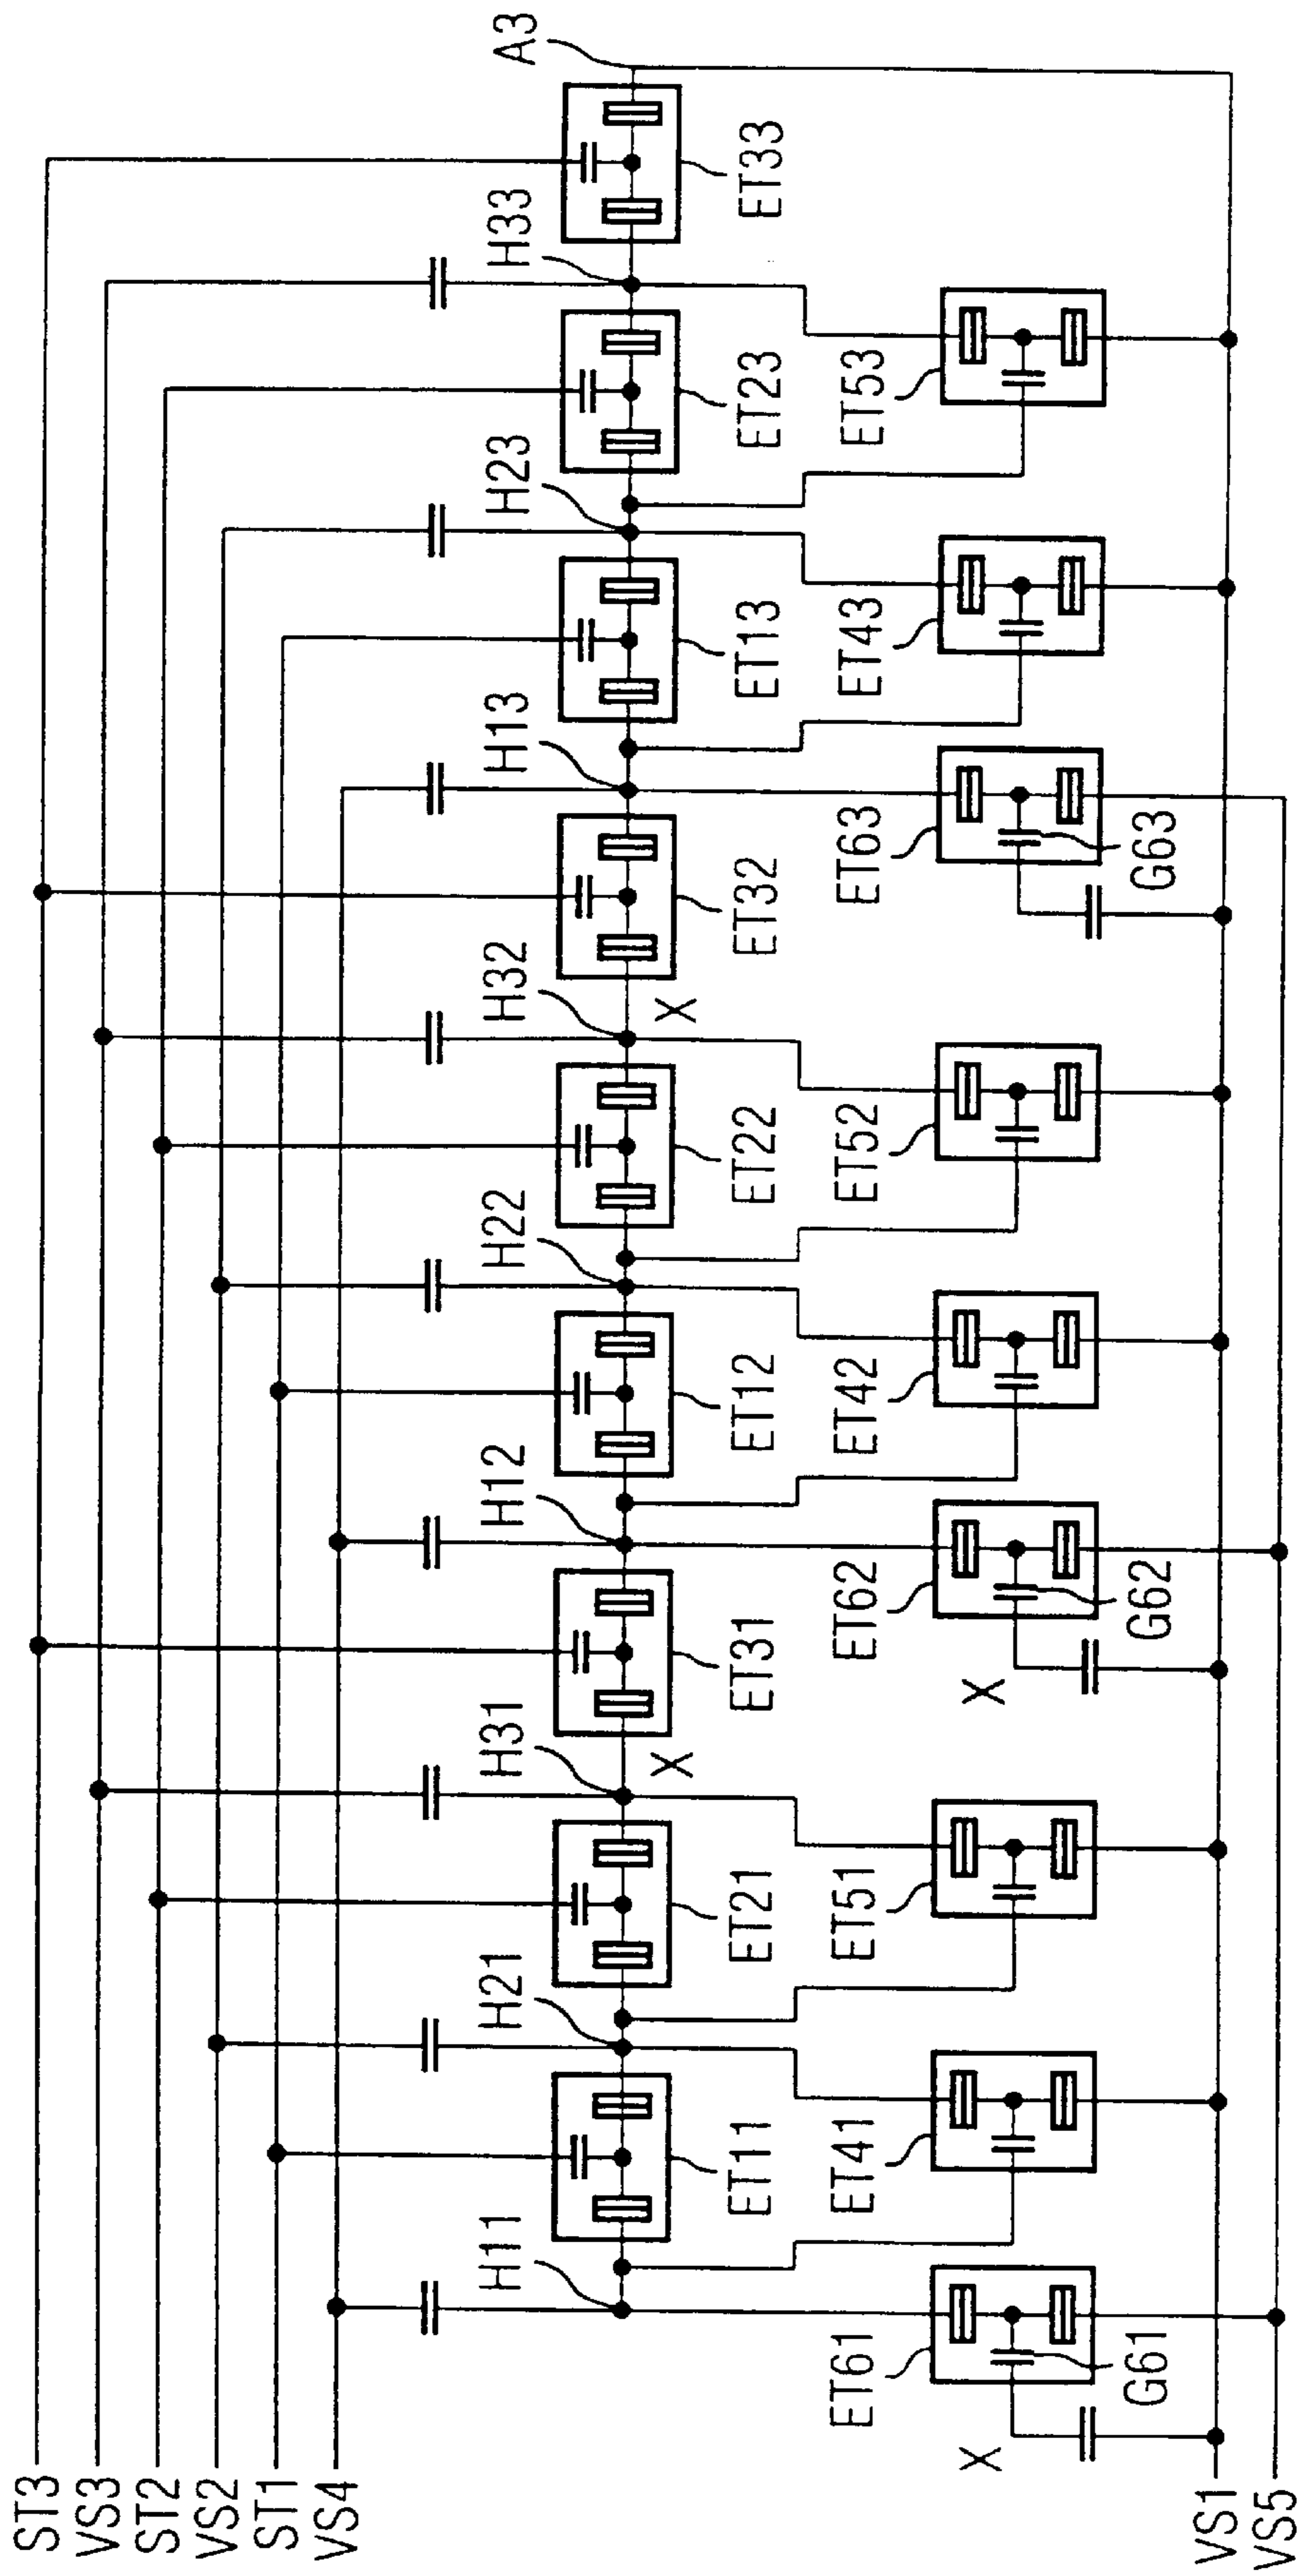 ST3
VS3
ST2
VS2
ST1
VS4
H11
H21
H31
H12
H22
H32
H13
H23
H33
A3
ET11
ET21
X
ET31
ET12
ET22
X
ET32
ET13
ET23
ET33
ET61
ET41
ET51
ET62
ET42
ET52
ET63
ET43
ET53
X
X
G61
G62
G63
VS1
VS5